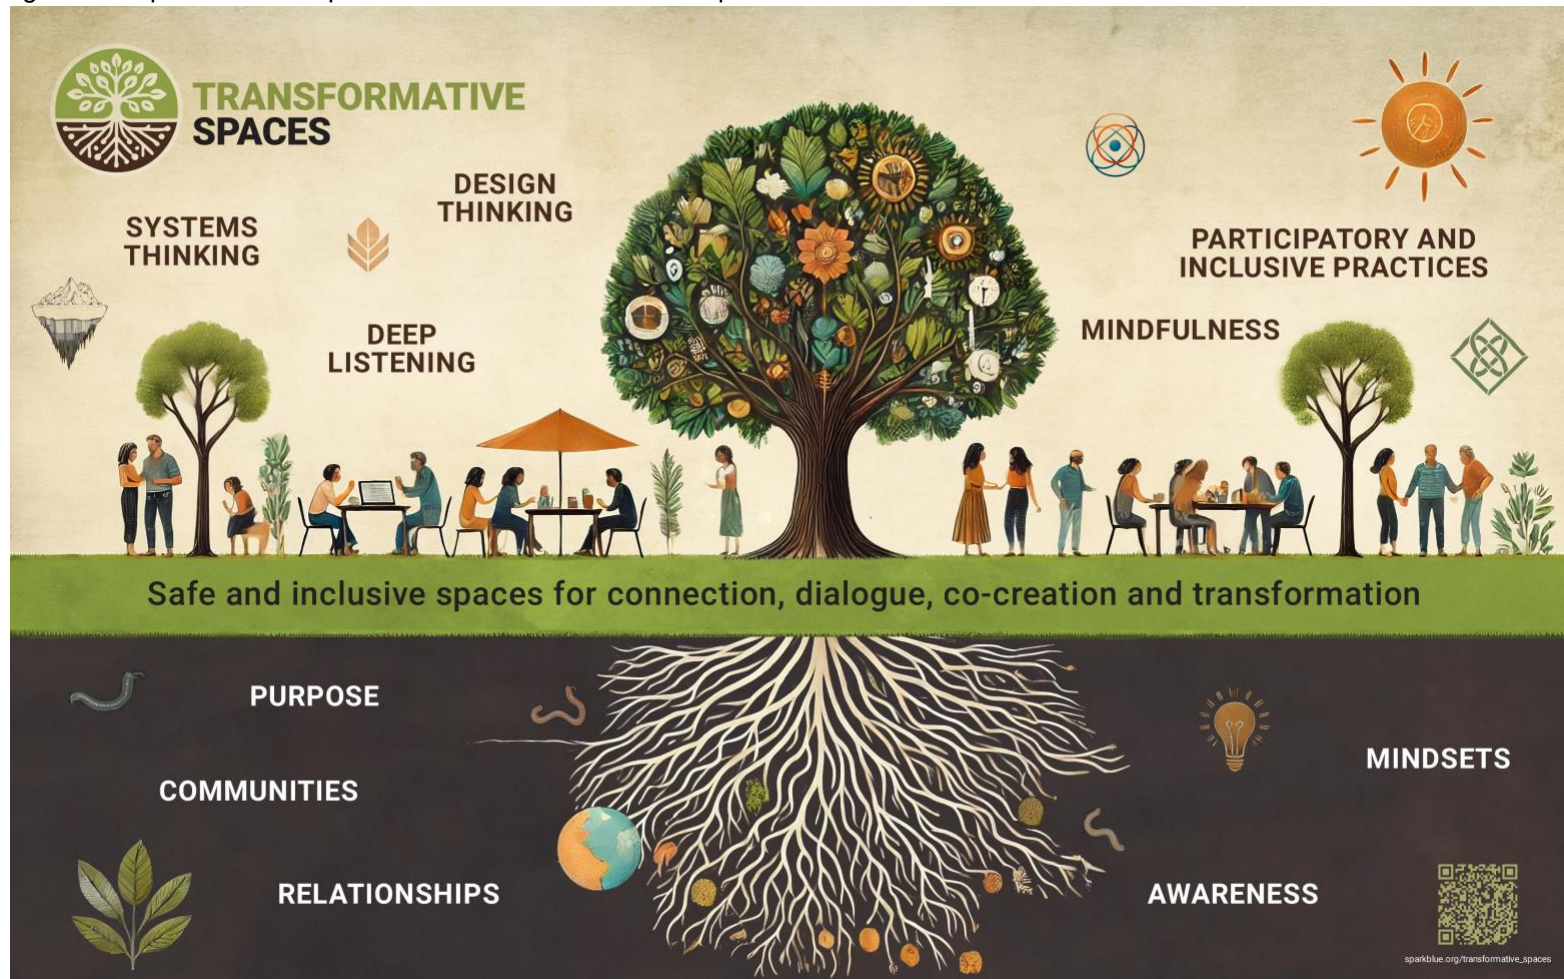 TRANSFORMATIVE
SPACES
DESIGN
THINKING
SYSTEMS
THINKING
DEEP
LISTENING
PARTICIPATORY AND
INCLUSIVE PRACTICES
MINDFULNESS
Safe and inclusive spaces for connection, dialogue, co-creation and transformation
PURPOSE
COMMUNITIES
RELATIONSHIPS
MINDSETS
AWARENESS
sparkblue.org/transformative_spaces